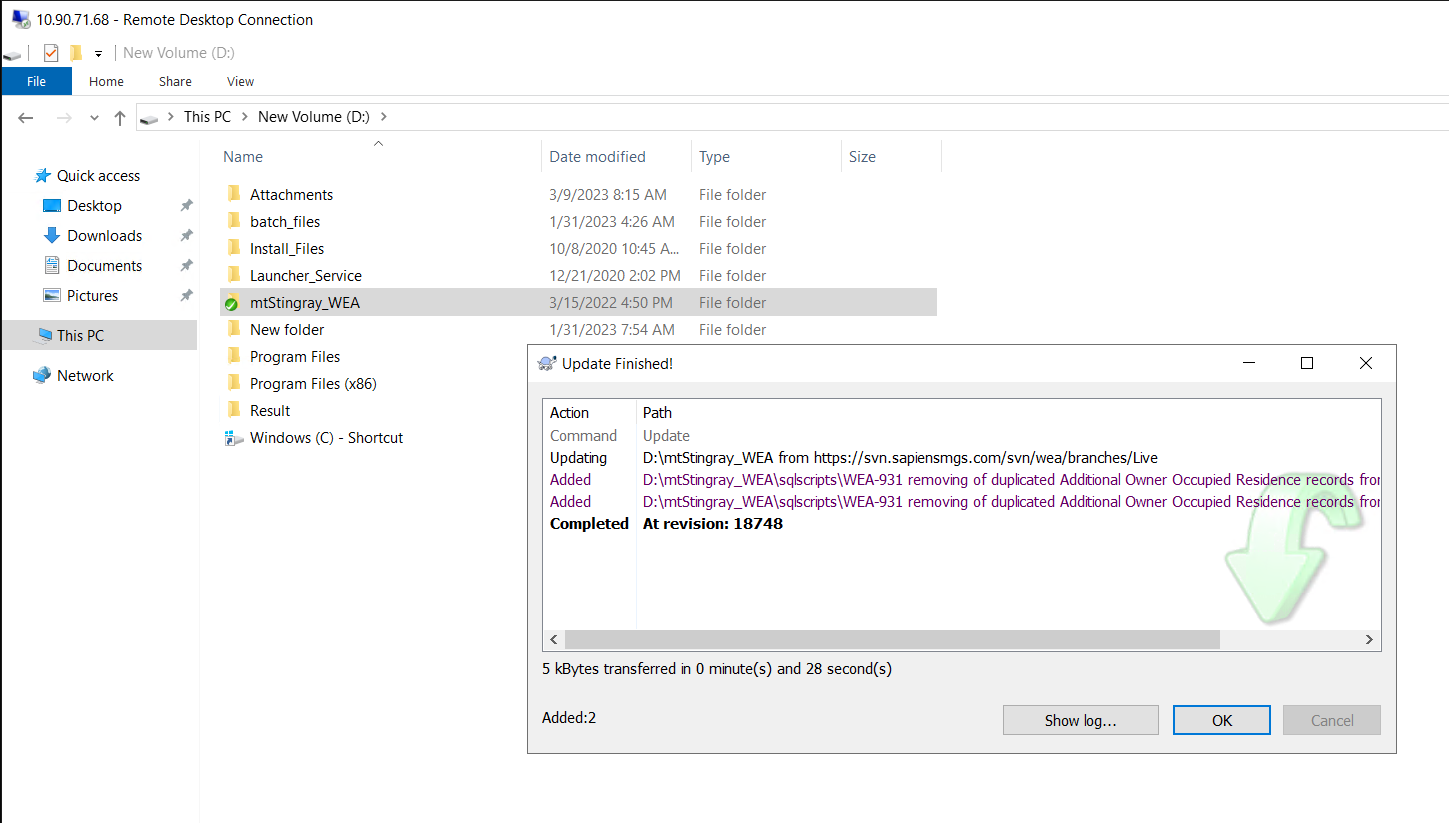 10.90.71.68 - Remote Desktop Connection
New Volume (D:)
File Home Share View
This PC > New Volume (D:) >
Name Date modified Type Size
Quick access
Desktop
Downloads
Documents
Pictures
This PC
Network
Attachments 3/9/2023 8:15 AM File folder
batch_files 1/31/2023 4:26 AM File folder
Install_Files 10/8/2020 10:45 A... File folder
Launcher_Service 12/21/2020 2:02 PM File folder
mtStingray_WEA 3/15/2022 4:50 PM File folder
New folder 1/31/2023 7:54 AM File folder
Program Files
Program Files (x86)
Result
Windows (C) - Shortcut
Update Finished!
Action Path
Command Update
Updating D:\mtStingray_WEA from https://svn.sapiensmgs.com/svn/wea/branches/Live
Added D:\mtStingray_WEA\sqlscripts\WEA-931 removing of duplicated Additional Owner Occupied Residence records from
Added D:\mtStingray_WEA\sqlscripts\WEA-931 removing of duplicated Additional Owner Occupied Residence records from
Completed At revision: 18748
5 kBytes transferred in 0 minute(s) and 28 second(s)
Added:2
Show log... OK Cancel